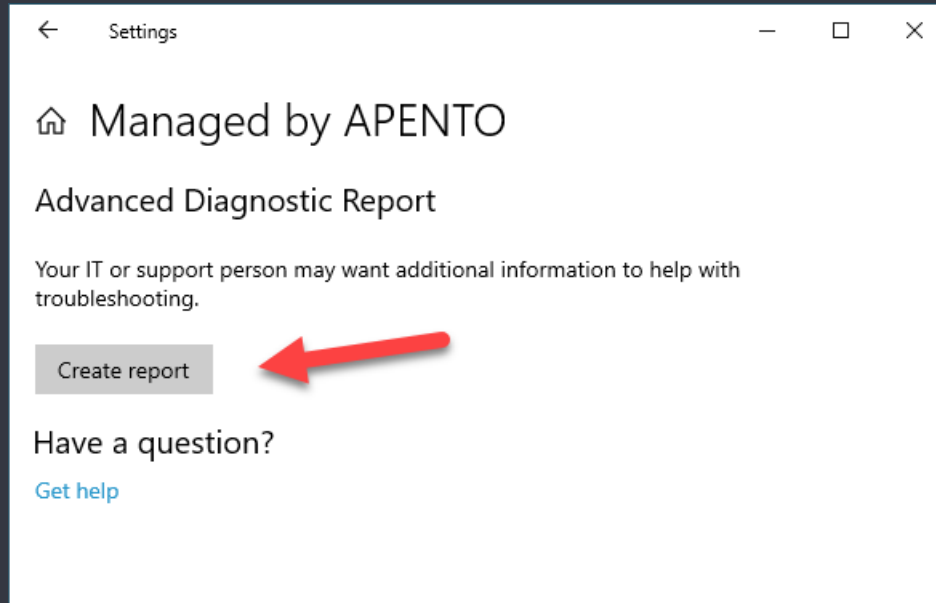 Settings
Managed by APENTO
Advanced Diagnostic Report
Your IT or support person may want additional information to help with
troubleshooting.
Create report
Have a question?
Get help